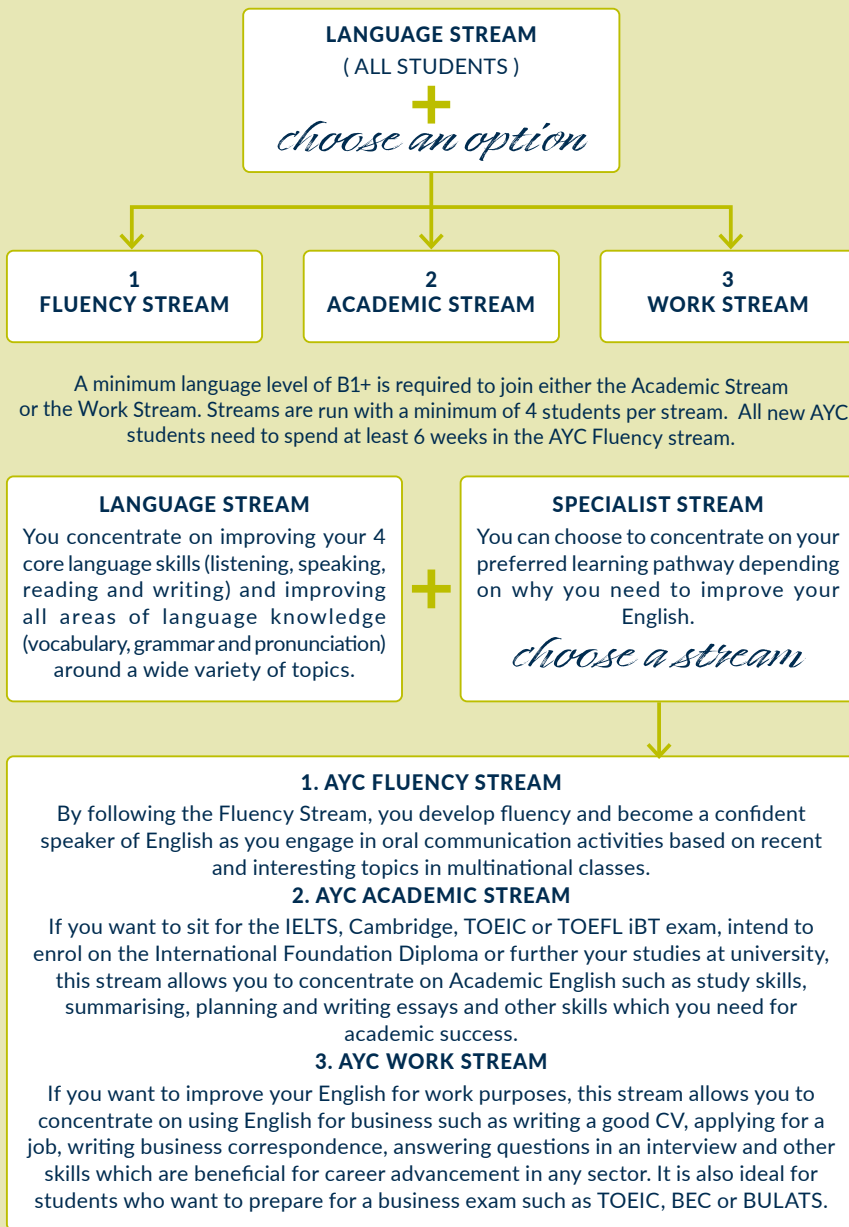 LANGUAGE STREAM
( ALL STUDENTS )
+
choose an option
1
FLUENCY STREAM
2
ACADEMIC STREAM
3
WORK STREAM
A minimum language level of B1+ is required to join either the Academic Stream
or the Work Stream. Streams are run with a minimum of 4 students per stream. All new AYC
students need to spend at least 6 weeks in the AYC Fluency stream.
LANGUAGE STREAM
You concentrate on improving your 4
core language skills (listening, speaking,
reading and writing) and improving
all areas of language knowledge
(vocabulary, grammar and pronunciation)
around a wide variety of topics.
+
SPECIALIST STREAM
You can choose to concentrate on your
preferred learning pathway depending
on why you need to improve your
English.
choose a stream
1. AYC FLUENCY STREAM
By following the Fluency Stream, you develop fluency and become a confident
speaker of English as you engage in oral communication activities based on recent
and interesting topics in multinational classes.
2. AYC ACADEMIC STREAM
If you want to sit for the IELTS, Cambridge, TOEIC or TOEFL iBT exam, intend to
enrol on the International Foundation Diploma or further your studies at university,
this stream allows you to concentrate on Academic English such as study skills,
summarising, planning and writing essays and other skills which you need for
academic success.
3. AYC WORK STREAM
If you want to improve your English for work purposes, this stream allows you to
concentrate on using English for business such as writing a good CV, applying for a
job, writing business correspondence, answering questions in an interview and other
skills which are beneficial for career advancement in any sector. It is also ideal for
students who want to prepare for a business exam such as TOEIC, BEC or BULATS.